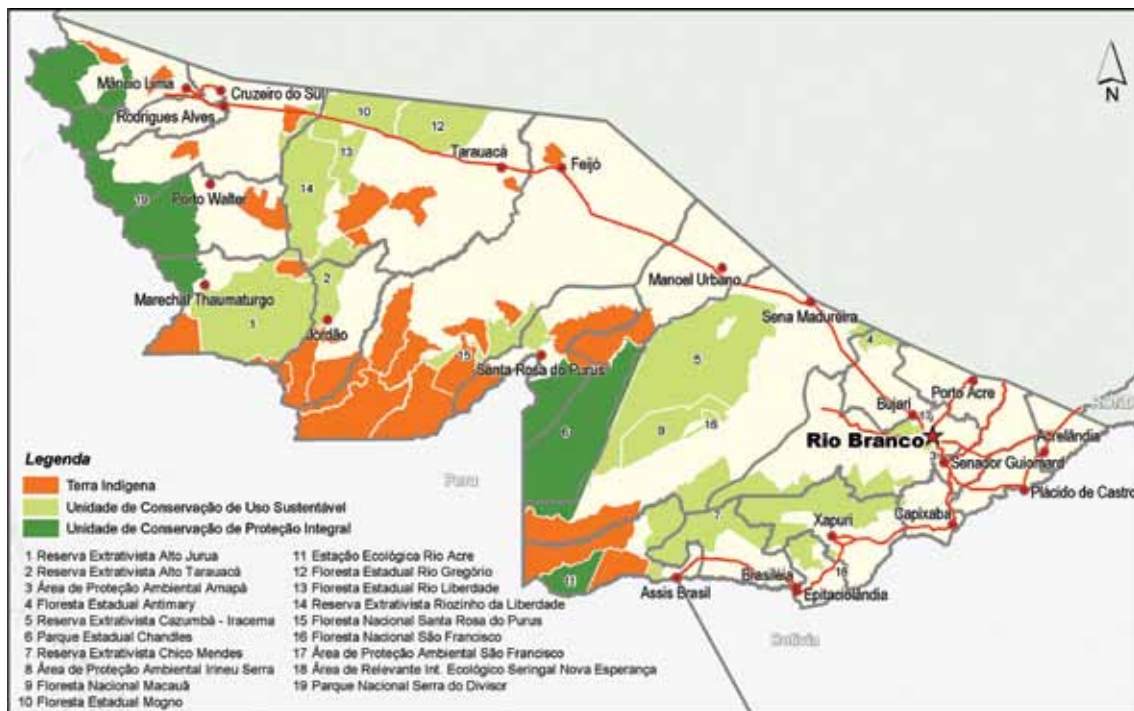 N
Mâncio Lima
Cruzeiro do Sul
Rodrigues Alves
10
12
Tarauacá
Feijó
13
14
19
Porto Walter
Manoel Urbano
Marechal Thaumaturgo
2
1
Jordão
Sena Madureira
15
Santa Rosa do Purus
5
4
Porto Acre
Bujari
17
6
9
16
Rio Branco
Acrelândia
3
Senador Guiomard
Plácido de Castro
Peru
7
Xapuri
Capixaba
11
Assis Brasil
Brasiléia
18
Epitaciolândia
Bolívia
Legenda
Terra Indígena
Unidade de Conservação de Uso Sustentável
Unidade de Conservação de Proteção Integral
1 Reserva Extrativista Alto Jurua
2 Reserva Extrativista Alto Tarauacá
3 Área de Proteção Ambiental Amapá
4 Floresta Estadual Antimary
5 Reserva Extrativista Cazumbá - Iracema
6 Parque Estadual Chandles
7 Reserva Extrativista Chico Mendes
8 Área de Proteção Ambiental Irineu Serra
9 Floresta Nacional Macauã
10 Floresta Estadual Mogno
11 Estação Ecológica Rio Acre
12 Floresta Estadual Rio Gregório
13 Floresta Estadual Rio Liberdade
14 Reserva Extrativista Riozinho da Liberdade
15 Floresta Nacional Santa Rosa do Purus
16 Floresta Nacional São Francisco
17 Área de Proteção Ambiental São Francisco
18 Área de Relevante Int. Ecológico Seringal Nova Esperança
19 Parque Nacional Serra do Divisor